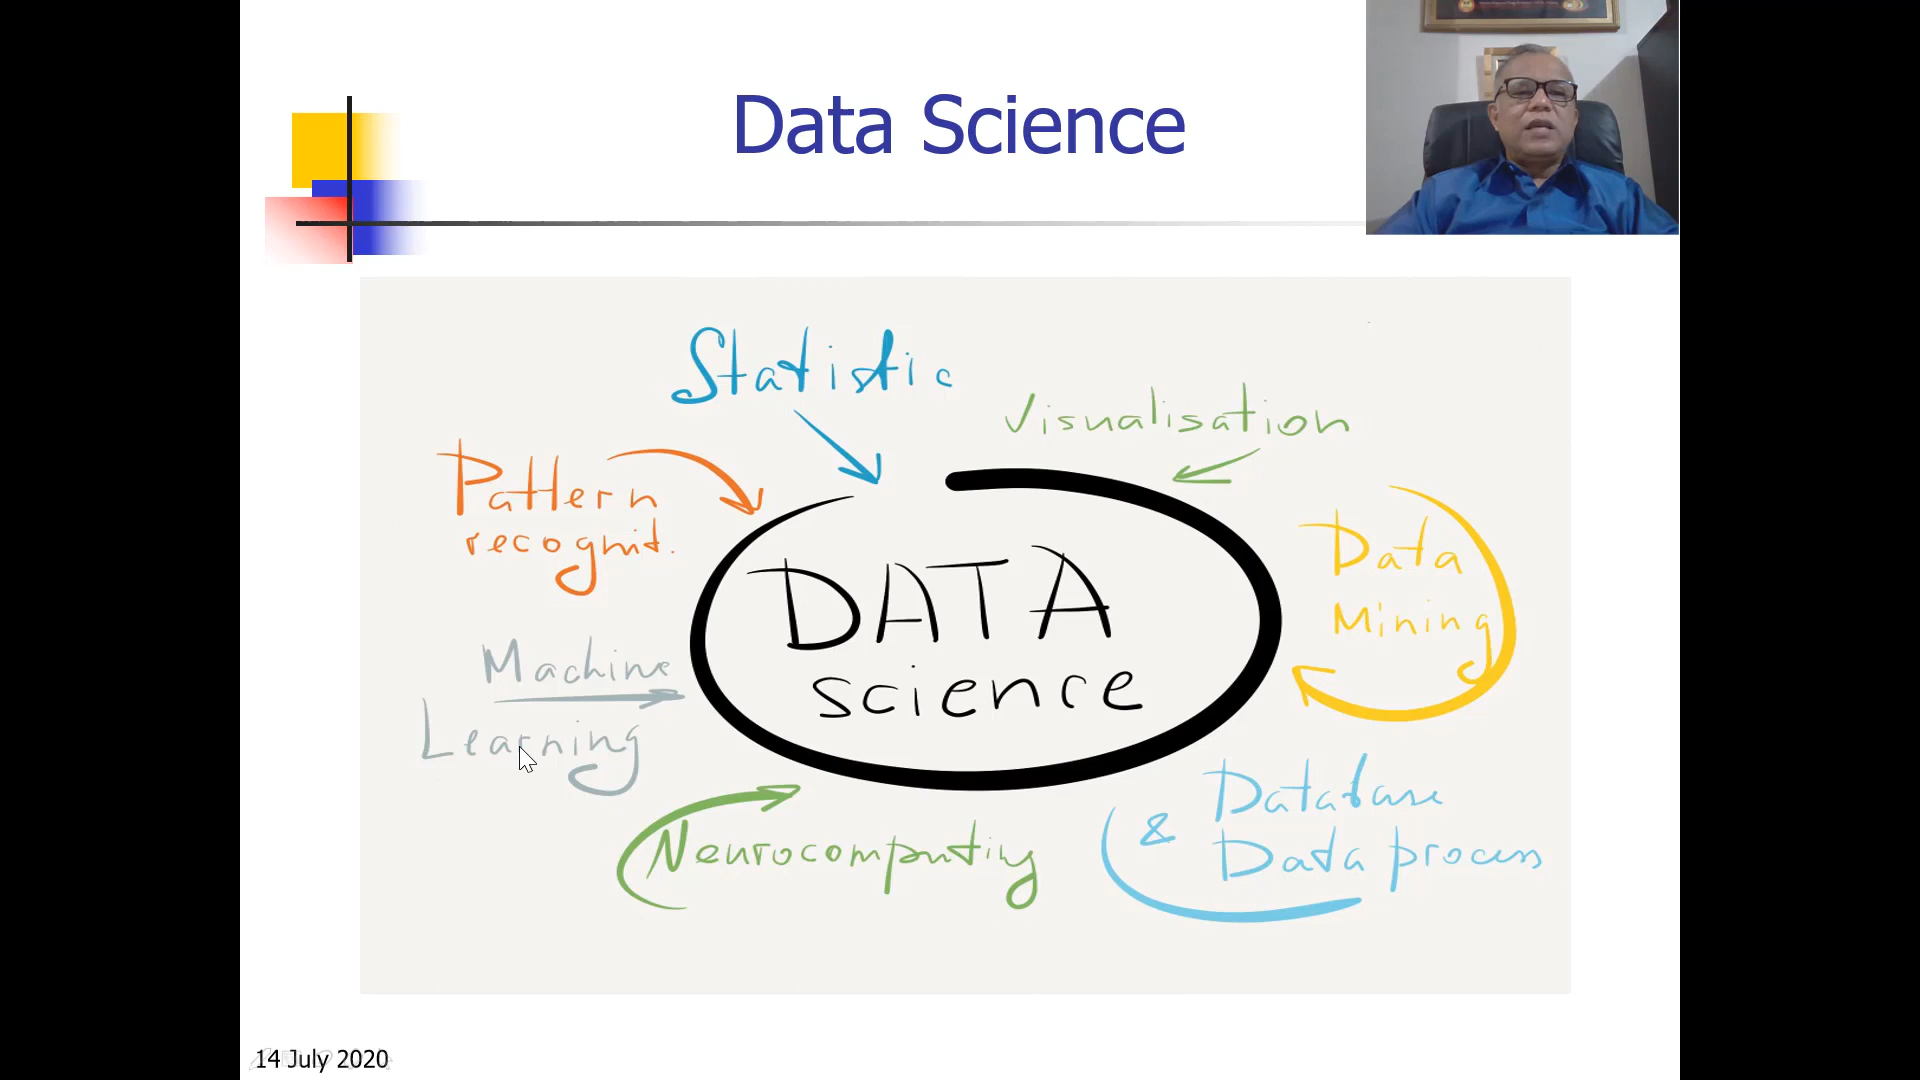 Data Science
Statistic
Visualisation
Pattern
recognit.
DATA
science
Data
Mining
Machine
Learning
Neurocomputing
& Database
Data process
14 July 2020